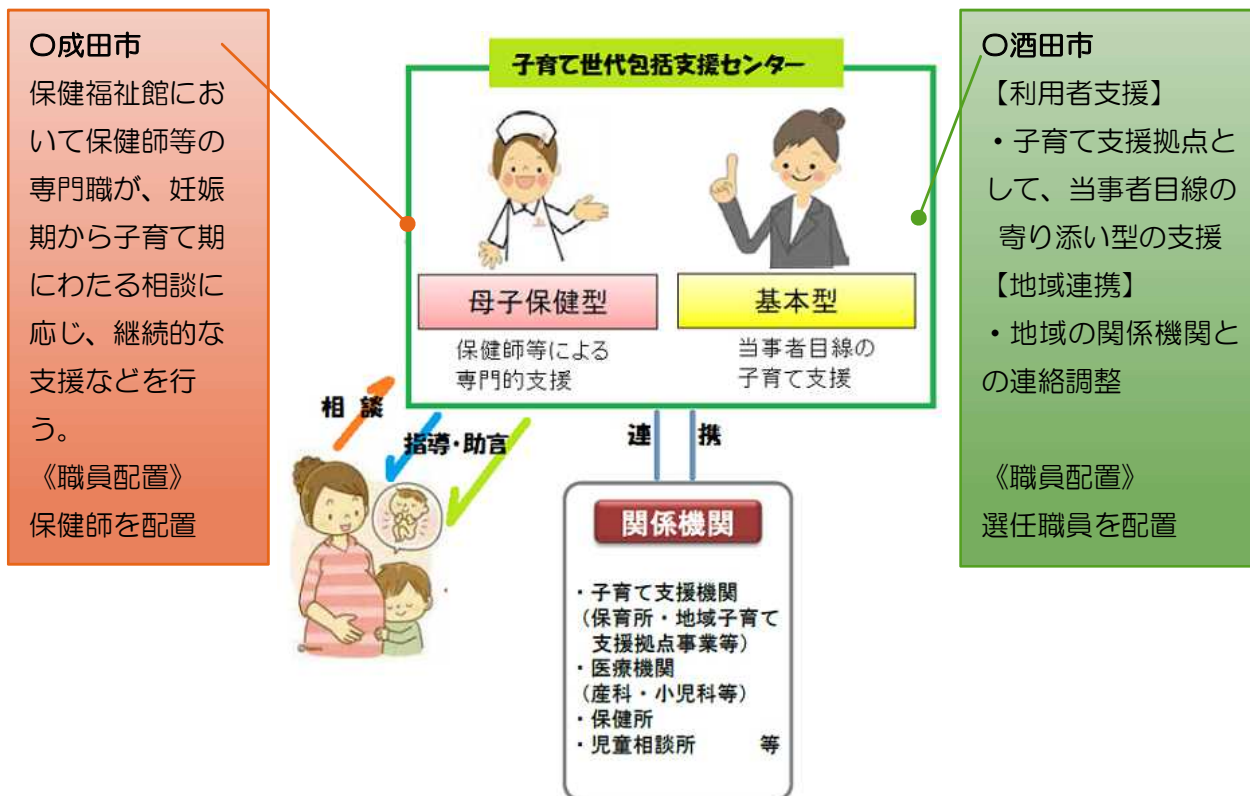 〇成田市
保健福祉館にお
いて保健師等の
専門職が、妊娠
期から子育て期
にわたる相談に
応じ、継続的な
支援などを行
う。
《職員配置》
保健師を配置
子育て世代包括支援センター
母子保健型
保健師等による
専門的支援
基本型
当事者目線の
子育て支援
相 談
指導・助言
連 携
関係機関
・子育て支援機関
(保育所・地域子育て
支援拠点事業等)
・医療機関
(産科・小児科等)
・保健所
・児童相談所 等
〇酒田市
【利用者支援】
・子育て支援拠点と
して、当事者目線の
寄り添い型の支援
【地域連携】
・地域の関係機関と
の連絡調整
《職員配置》
選任職員を配置